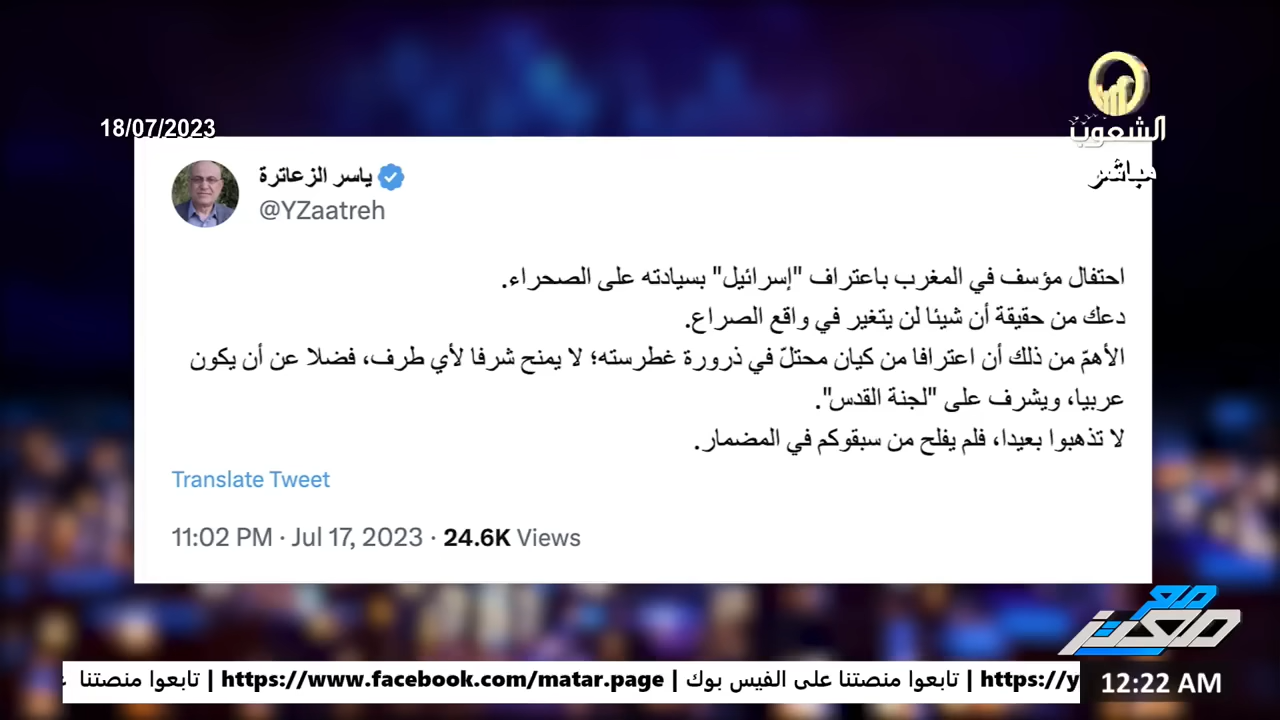 18/07/2023
الشعوب
مباشر
ياسر الزعاترة
@YZaatreh
احتفال مؤسف في المغرب باعتراف "إسرائيل" بسيادته على الصحراء.
دعك من حقيقة أن شيئا لن يتغير في واقع الصراع.
الأهمّ من ذلك أن اعترافا من كيان محتلّ في ذرورة غطرسته؛ لا يمنح شرفا لأي طرف، فضلا عن أن يكون
عربيا، ويشرف على "لجنة القدس".
لا تذهبوا بعيدا، فلم يفلح من سبقوكم في المضمار.
Translate Tweet
11:02 PM · Jul 17, 2023 · 24.6K Views
مع معتز
تابعوا منصتنا على الفيس بوك | https://www.facebook.com/matar.page | تابعوا منصتنا
https://y
12:22 AM